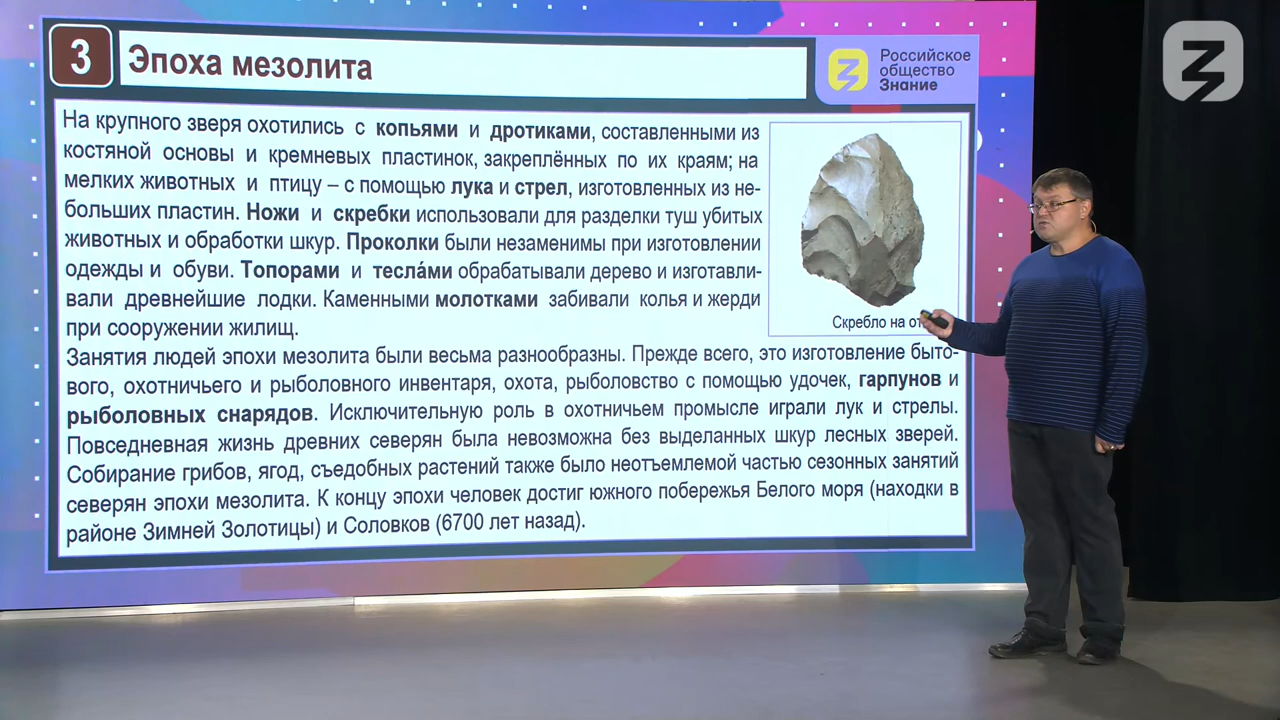 3
Эпоха мезолита
Российское
общество
Знание
На крупного зверя охотились с копьями и дротиками, составленными из
костяной основы и кремневых пластинок, закреплённых по их краям; на
мелких животных и птицу – с помощью лука и стрел, изготовленных из не-
больших пластин. Ножи и скребки использовали для разделки туш убитых
животных и обработки шкур. Проколки были незаменимы при изготовлении
одежды и обуви. Топорами и тесла́ми обрабатывали дерево и изготавли-
вали древнейшие лодки. Каменными молотками забивали колья и жерди
при сооружении жилищ.
Скребло на
Занятия людей эпохи мезолита были весьма разнообразны. Прежде всего, это изготовление быто-
вого, охотничьего и рыболовного инвентаря, охота, рыболовство с помощью удочек, гарпунов и
рыболовных снарядов. Исключительную роль в охотничьем промысле играли лук и стрелы.
Повседневная жизнь древних северян была невозможна без выделанных шкур лесных зверей.
Собирание грибов, ягод, съедобных растений также было неотъемлемой частью сезонных занятий
северян эпохи мезолита. К концу эпохи человек достиг южного побережья Белого моря (находки в
районе Зимней Золотицы) и Соловков (6700 лет назад).